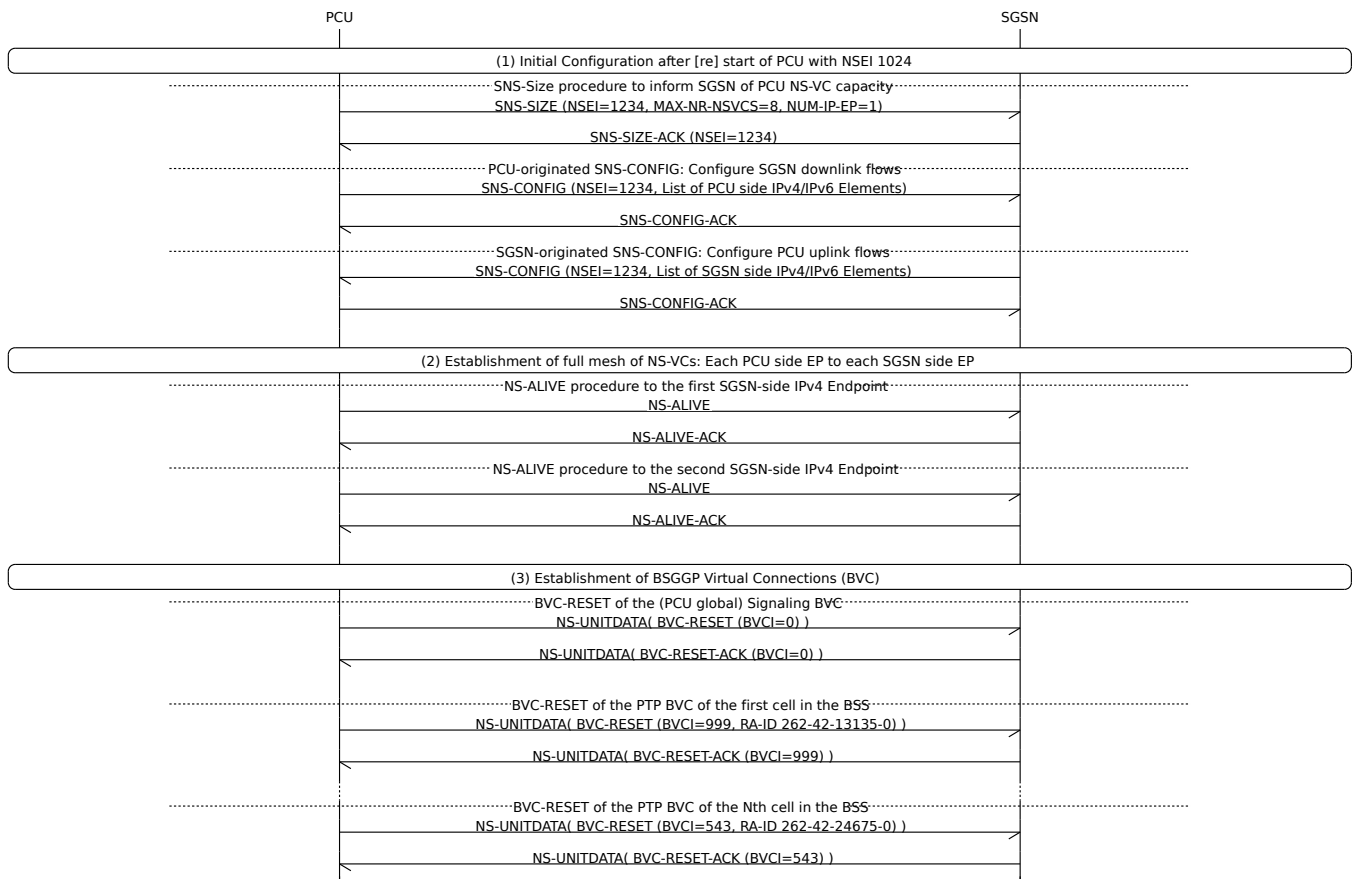 PCU SGSN
(1) Initial Configuration after [re] start of PCU with NSEI 1024
SNS-Size procedure to inform SGSN of PCU NS-VC capacity
SNS-SIZE (NSEI=1234, MAX-NR-NSVCS=8, NUM-IP-EP=1)
SNS-SIZE-ACK (NSEI=1234)
PCU-originated SNS-CONFIG: Configure SGSN downlink flows
SNS-CONFIG (NSEI=1234, List of PCU side IPv4/IPv6 Elements)
SNS-CONFIG-ACK
SGSN-originated SNS-CONFIG: Configure PCU uplink flows
SNS-CONFIG (NSEI=1234, List of SGSN side IPv4/IPv6 Elements)
SNS-CONFIG-ACK
(2) Establishment of full mesh of NS-VCs: Each PCU side EP to each SGSN side EP
NS-ALIVE procedure to the first SGSN-side IPv4 Endpoint
NS-ALIVE
NS-ALIVE-ACK
NS-ALIVE procedure to the second SGSN-side IPv4 Endpoint
NS-ALIVE
NS-ALIVE-ACK
(3) Establishment of BSGGP Virtual Connections (BVC)
BVC-RESET of the (PCU global) Signaling BVC
NS-UNITDATA( BVC-RESET (BVCI=0) )
NS-UNITDATA( BVC-RESET-ACK (BVCI=0) )
BVC-RESET of the PTP BVC of the first cell in the BSS
NS-UNITDATA( BVC-RESET (BVCI=999, RA-ID 262-42-13135-0) )
NS-UNITDATA( BVC-RESET-ACK (BVCI=999) )
BVC-RESET of the PTP BVC of the Nth cell in the BSS
NS-UNITDATA( BVC-RESET (BVCI=543, RA-ID 262-42-24675-0) )
NS-UNITDATA( BVC-RESET-ACK (BVCI=543) )